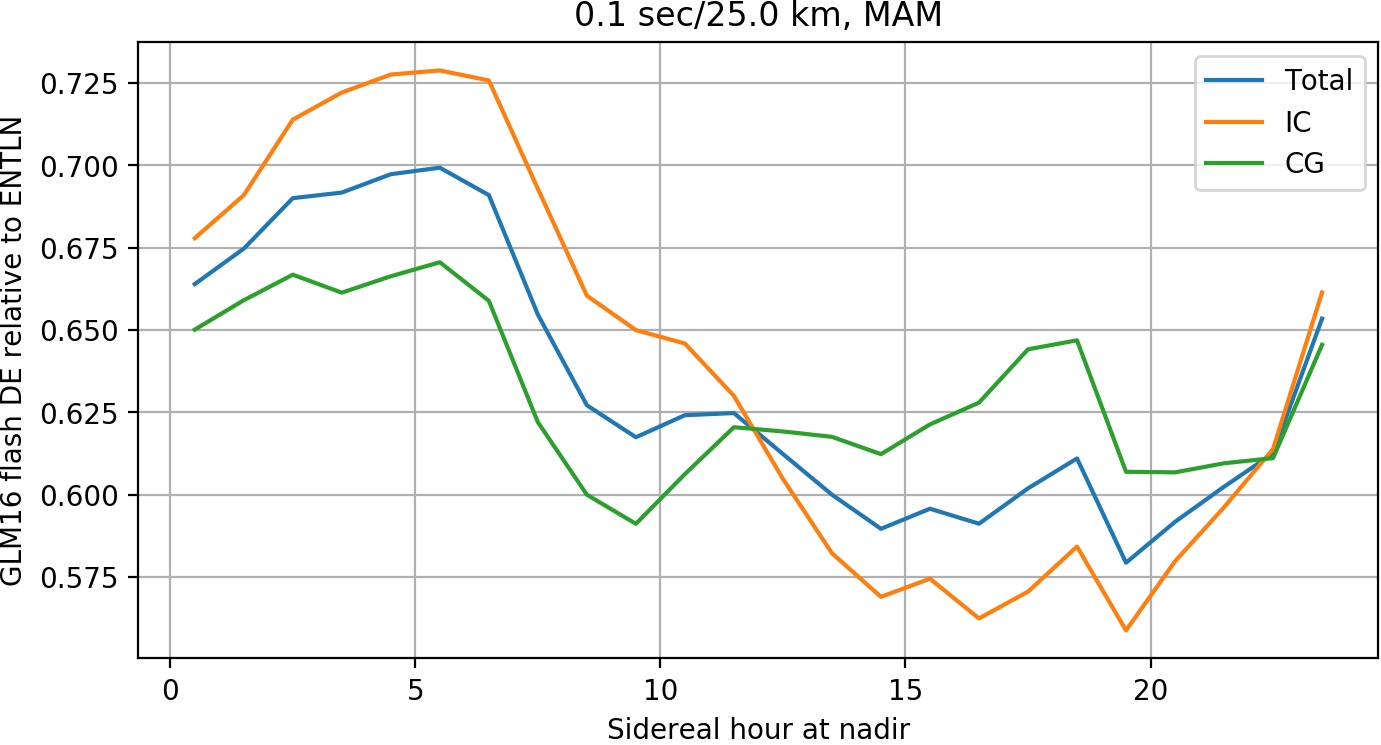 0.1 sec/25.0 km, MAM
GLM16 flash DE relative to ENTLN
0.725
0.700
0.675
0.650
0.625
0.600
0.575
Total
IC
CG
0
5
10
15
20
Sidereal hour at nadir